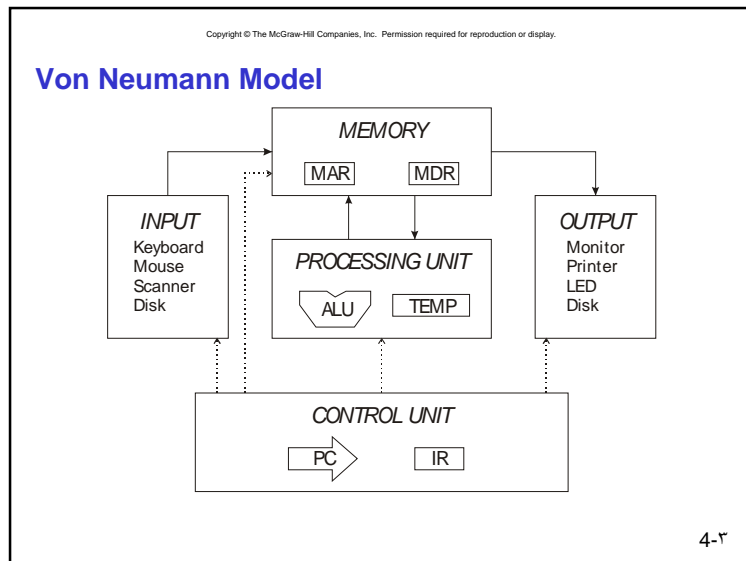 Copyright © The McGraw-Hill Companies, Inc. Permission required for reproduction or display.
Von Neumann Model
MEMORY
MAR
MDR
INPUT
Keyboard
Mouse
Scanner
Disk
PROCESSING UNIT
ALU
TEMP
OUTPUT
Monitor
Printer
LED
Disk
CONTROL UNIT
PC
IR
4-٣